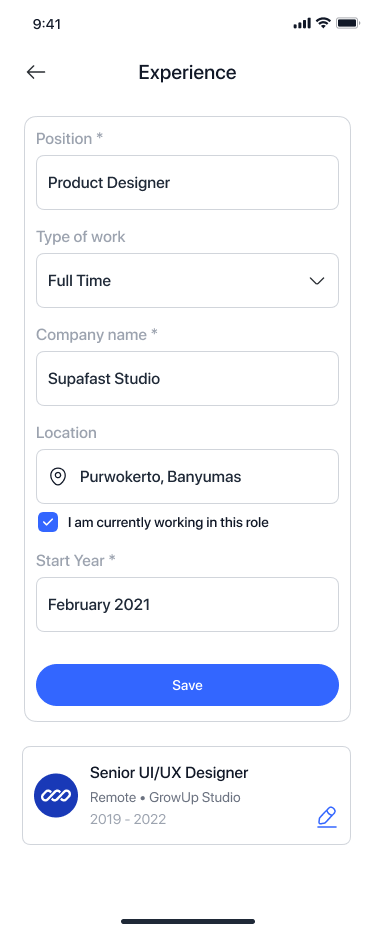 9:41
Experience
Position *
Product Designer
Type of work
Full Time
Company name *
Supafast Studio
Location
Purwokerto, Banyumas
I am currently working in this role
Start Year *
February 2021
Save
Senior UI/UX Designer
Remote • GrowUp Studio
2019 - 2022